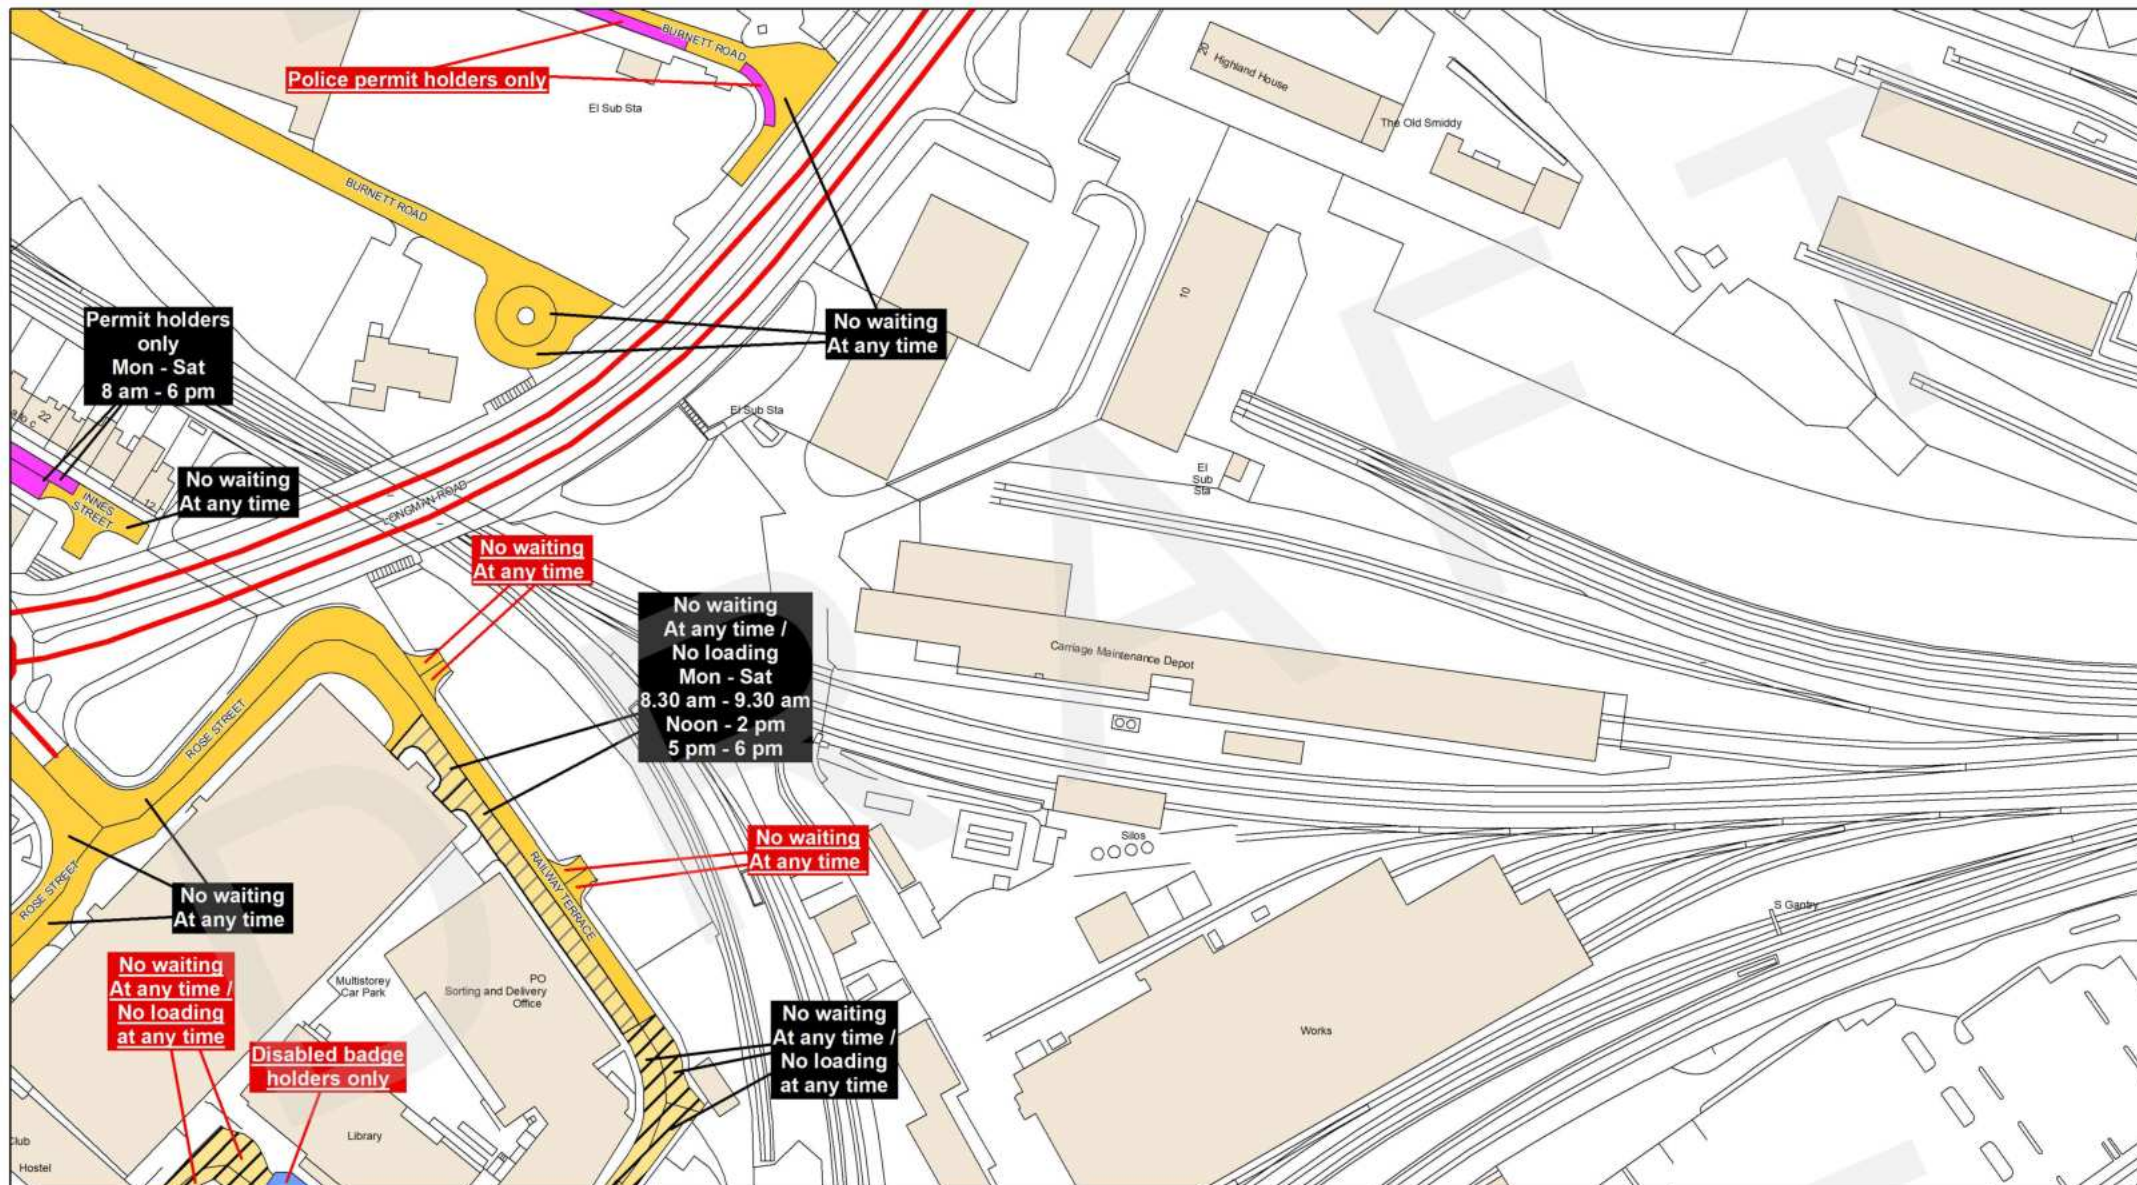 BURNETT ROAD
Police permit holders only
El Sub Sta
20
Highland House
The Old Smiddy
BURNETT ROAD
10
Permit holders
only
Mon - Sat
8 am - 6 pm
No waiting
At any time
22
El Sub Sta
El
Sub
Sta
No waiting
At any time
INNES
STREET
12
LONGMAN ROAD
No waiting
At any time
No waiting
At any time /
No loading
Mon - Sat
8.30 am - 9.30 am
Noon - 2 pm
5 pm - 6 pm
Carriage Maintenance Depot
ROSE STREET
No waiting
At any time
Silos
RAILWAY TERRACE
ROSE STREET
No waiting
At any time
S Gantry
No waiting
At any time /
No loading
at any time
Multistorey
Car Park
PO
Sorting and Delivery
Office
Disabled badge
holders only
No waiting
At any time /
No loading
at any time
Works
Library
Club
Hostel
DRAFT